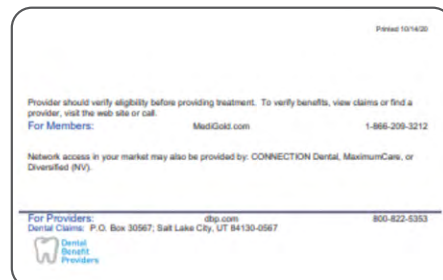 Printed 10/14/20
Provider should verify eligibility before providing treatment. To verify benefits, view claims or find a
provider, visit the web site or call.
For Members: MediGold.com 1-866-209-3212
Network access in your market may also be provided by: CONNECTION Dental, MaximumCare, or
Diversified (NV).
For Providers: dbp.com 800-822-5353
Dental Claims: P.O. Box 30567; Salt Lake City, UT 84130-0567
Dental
Benefit
Providers